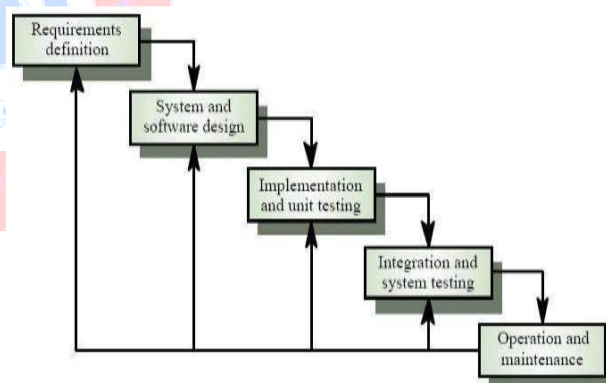 Requirements
definition
System and
software design
Implementation
and unit testing
Integration and
system testing
Operation and
maintenance